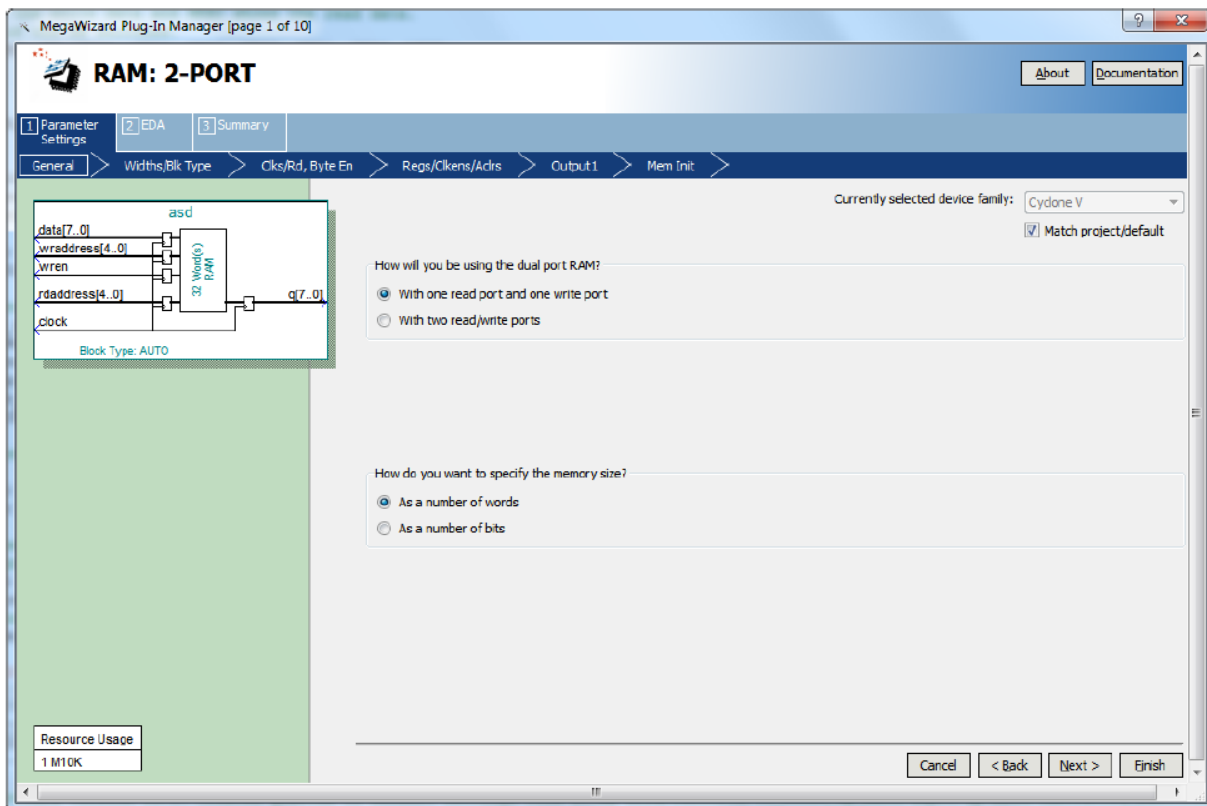 MegaWizard Plug-In Manager [page 1 of 10]
RAM: 2-PORT
About
Documentation
1 Parameter Settings
2 EDA
3 Summary
General
Widths/Blk Type
Clks/Rd, Byte En
Regs/Clkens/Aclrs
Output1
Mem Init
Currently selected device family:
Cyclone V
Match project/default
asd
data[7..0]
wraddress[4..0]
wren
rdaddress[4..0]
clock
32 Word(s)
RAM
q[7..0]
Block Type: AUTO
How will you be using the dual port RAM?
With one read port and one write port
With two read/write ports
How do you want to specify the memory size?
As a number of words
As a number of bits
Resource Usage
1 M10K
Cancel
< Back
Next >
Finish